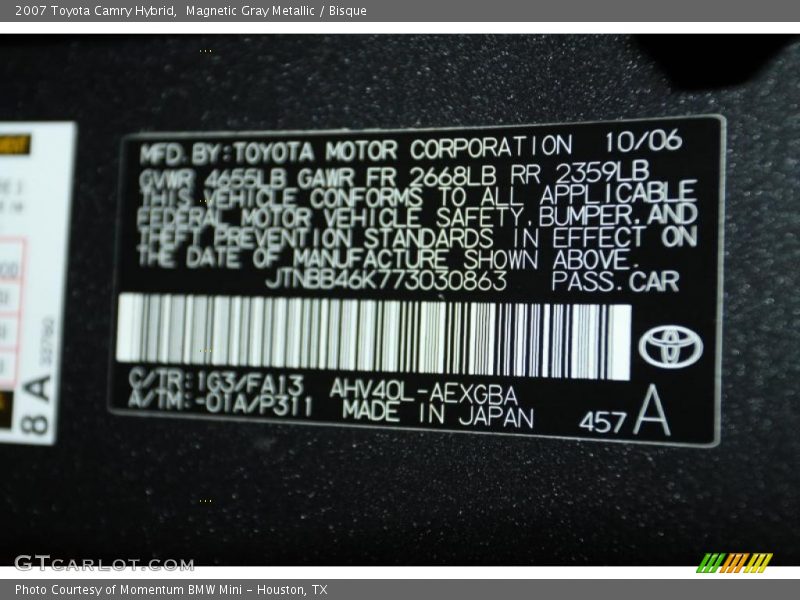 2007 Toyota Camry Hybrid,  Magnetic Gray Metallic / Bisque
MFD. BY: TOYOTA MOTOR CORPORATION 10/06
GVWR 4655LB GAWR FR 2668LB RR 2359LB
THIS VEHICLE CONFORMS TO ALL APPLICABLE
FEDERAL MOTOR VEHICLE SAFETY, BUMPER, AND
THEFT PREVENTION STANDARDS IN EFFECT ON
THE DATE OF MANUFACTURE SHOWN ABOVE.
JTNBB46K773030863 PASS. CAR
C/TR: 1G3/FA13 AHV40L-AEXGBA
A/TM: -01A/P311 MADE IN JAPAN
457 A
8A
GTCARLOT.COM
Photo Courtesy of Momentum BMW Mini - Houston, TX